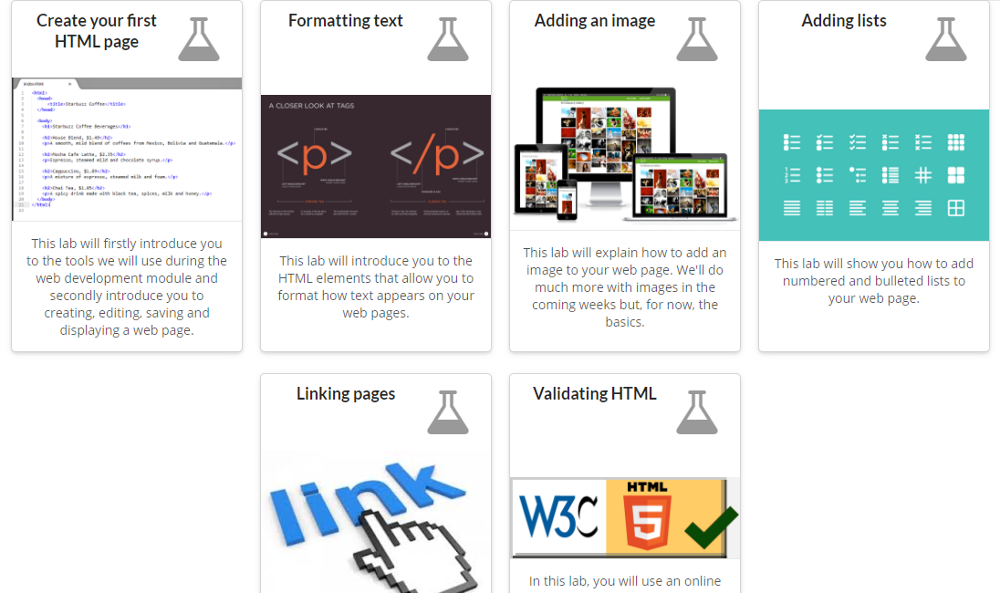 Create your first
HTML page
index.html
<html>
<head>
<title>Starbuzz Coffee</title>
</head>
<body>
<h1>Starbuzz Coffee Beverages</h1>
<h2>House Blend, $1.49</h2>
<p>A smooth, mild blend of coffees from Mexico, Bolivia and Guatemala.</p>
<h2>Mocha Cafe Latte, $2.35</h2>
<p>Espresso, steamed milk and chocolate syrup.</p>
<h2>Cappuccino, $1.89</h2>
<p>A mixture of espresso, steamed milk and foam.</p>
<h2>Chai Tea, $1.85</h2>
<p>A spicy drink made with black tea, spices, milk and honey.</p>
</body>
</html>
This lab will firstly introduce you
to the tools we will use during the
web development module and
secondly introduce you to
creating, editing, saving and
displaying a web page.
Formatting text
A CLOSER LOOK AT TAGS
<p>
</p>
This lab will introduce you to the
HTML elements that allow you to
format how text appears on your
web pages.
Adding an image
This lab will explain how to add an
image to your web page. We'll do
much more with images in the
coming weeks but, for now, the
basics.
Adding lists
This lab will show you how to add
numbered and bulleted lists to
your web page.
Linking pages
link
Validating HTML
W3C
HTML
5
In this lab, you will use an online